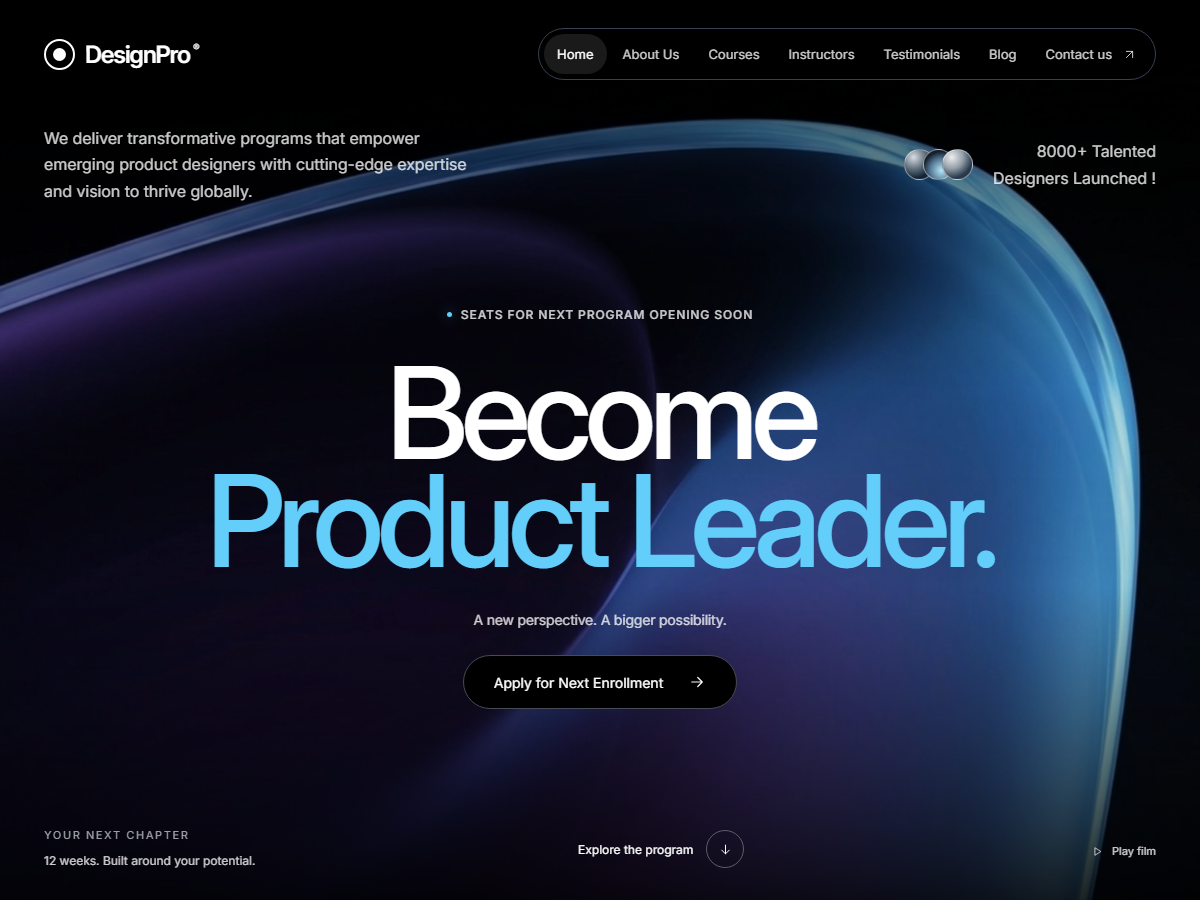 DesignPro®
Home
About Us
Courses
Instructors
Testimonials
Blog
Contact us
We deliver transformative programs that empower
emerging product designers with cutting-edge expertise
and vision to thrive globally.
8000+ Talented
Designers Launched !
SEATS FOR NEXT PROGRAM OPENING SOON
Become
Product Leader.
A new perspective. A bigger possibility.
Apply for Next Enrollment
YOUR NEXT CHAPTER
12 weeks. Built around your potential.
Explore the program
Play film